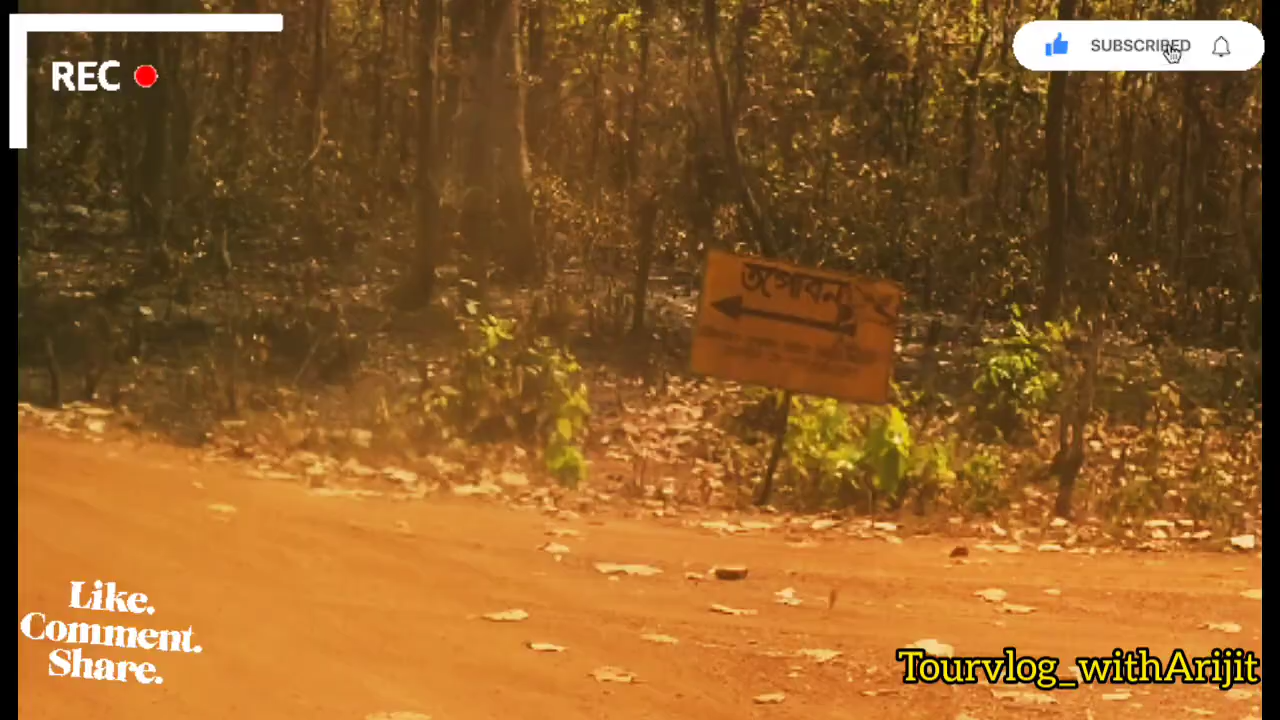 REC
SUBSCRIBED
তপোবন
Like.
Comment.
Share.
Tourvlog_withArijit